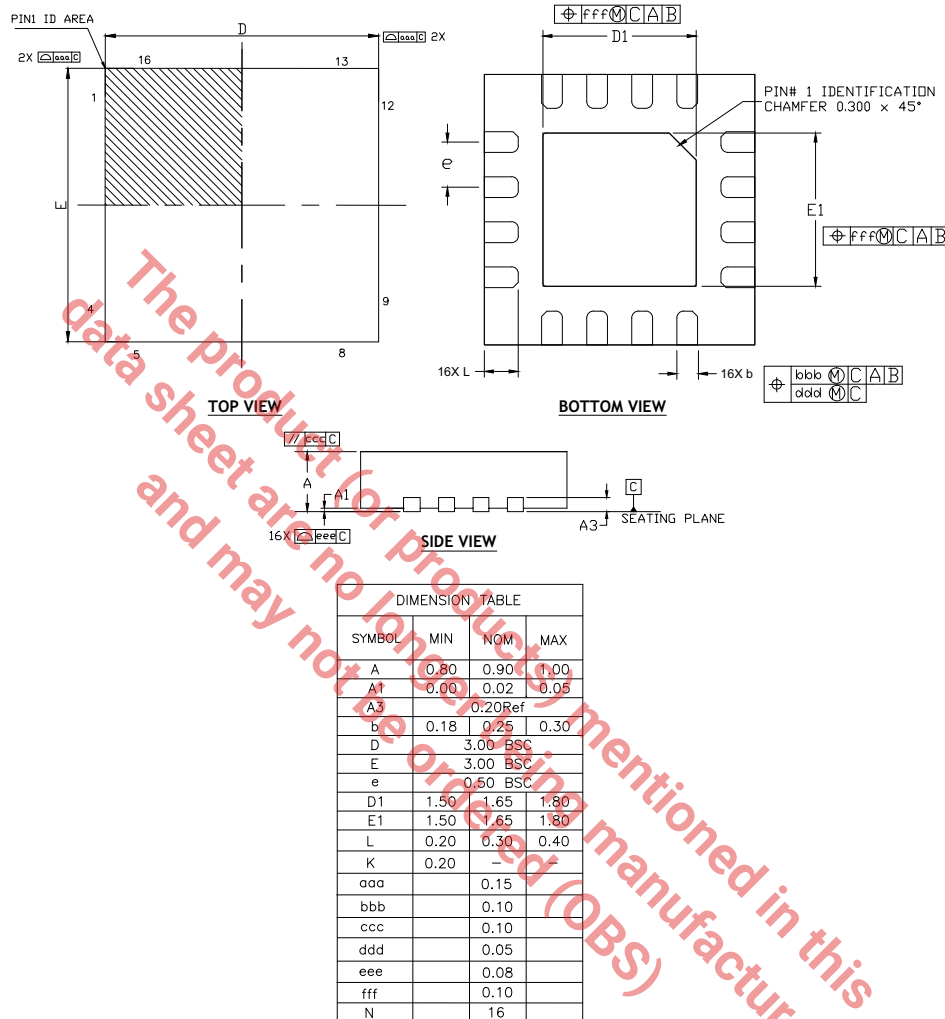 PIN1 ID AREA
D
aaa C 2X
2X aaa C
16
13
1
12
E
4
9
5
8
TOP VIEW
⌖ fffⓂ C A B
D1
PIN# 1 IDENTIFICATION
CHAMFER 0.300 x 45°
e
E1
⌖ fffⓂ C A B
16X L
16X b
⌖ bbb Ⓜ C A B
ddd Ⓜ C
BOTTOM VIEW
// ccc C
A
A1
C
A3
SEATING PLANE
16X eee C
SIDE VIEW
DIMENSION TABLE
SYMBOL MIN NOM MAX
A 0.80 0.90 1.00
A1 0.00 0.02 0.05
A3 0.20Ref
b 0.18 0.25 0.30
D 3.00 BSC
E 3.00 BSC
e 0.50 BSC
D1 1.50 1.65 1.80
E1 1.50 1.65 1.80
L 0.20 0.30 0.40
K 0.20 – –
aaa 0.15
bbb 0.10
ccc 0.10
ddd 0.05
eee 0.08
fff 0.10
N 16
The product (or products) mentioned in this
data sheet are no longer being manufactur
and may not be ordered (OBS)